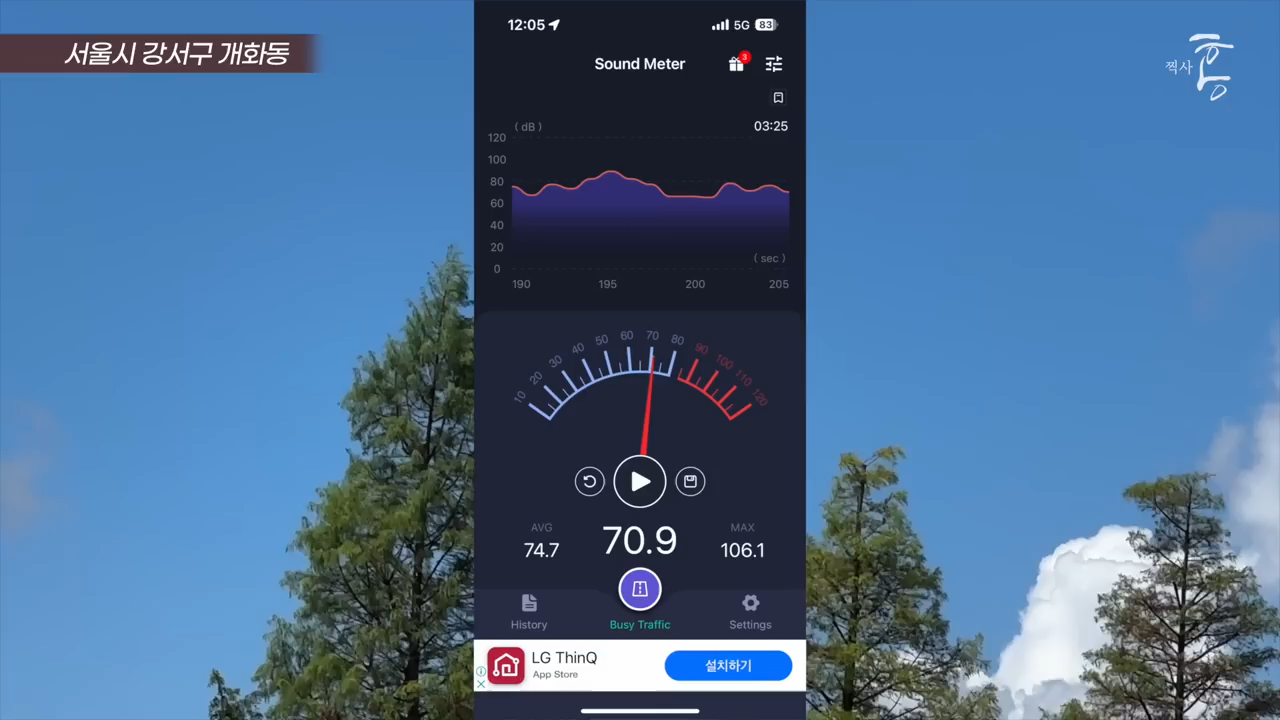 서울시 강서구 개화동
찍사 홍
12:05
5G 83
Sound Meter
3
( dB )
03:25
120
100
80
60
40
20
0
( sec )
190 195 200 205
10 20 30 40 50 60 70 80 90 100 110 120
AVG
74.7
70.9
MAX
106.1
History
Busy Traffic
Settings
LG ThinQ
App Store
설치하기